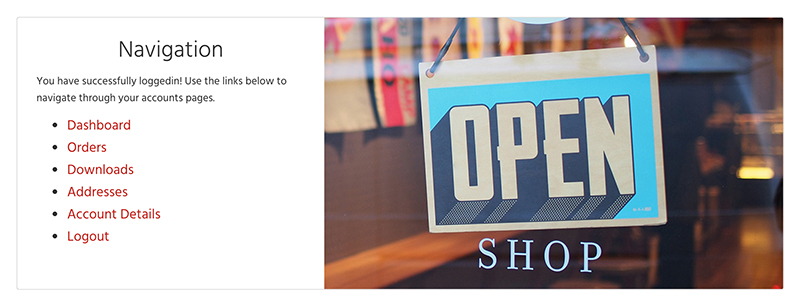 Navigation
You have successfully loggedin! Use the links below to
navigate through your accounts pages.
Dashboard
Orders
Downloads
Addresses
Account Details
Logout
OPEN
SHOP